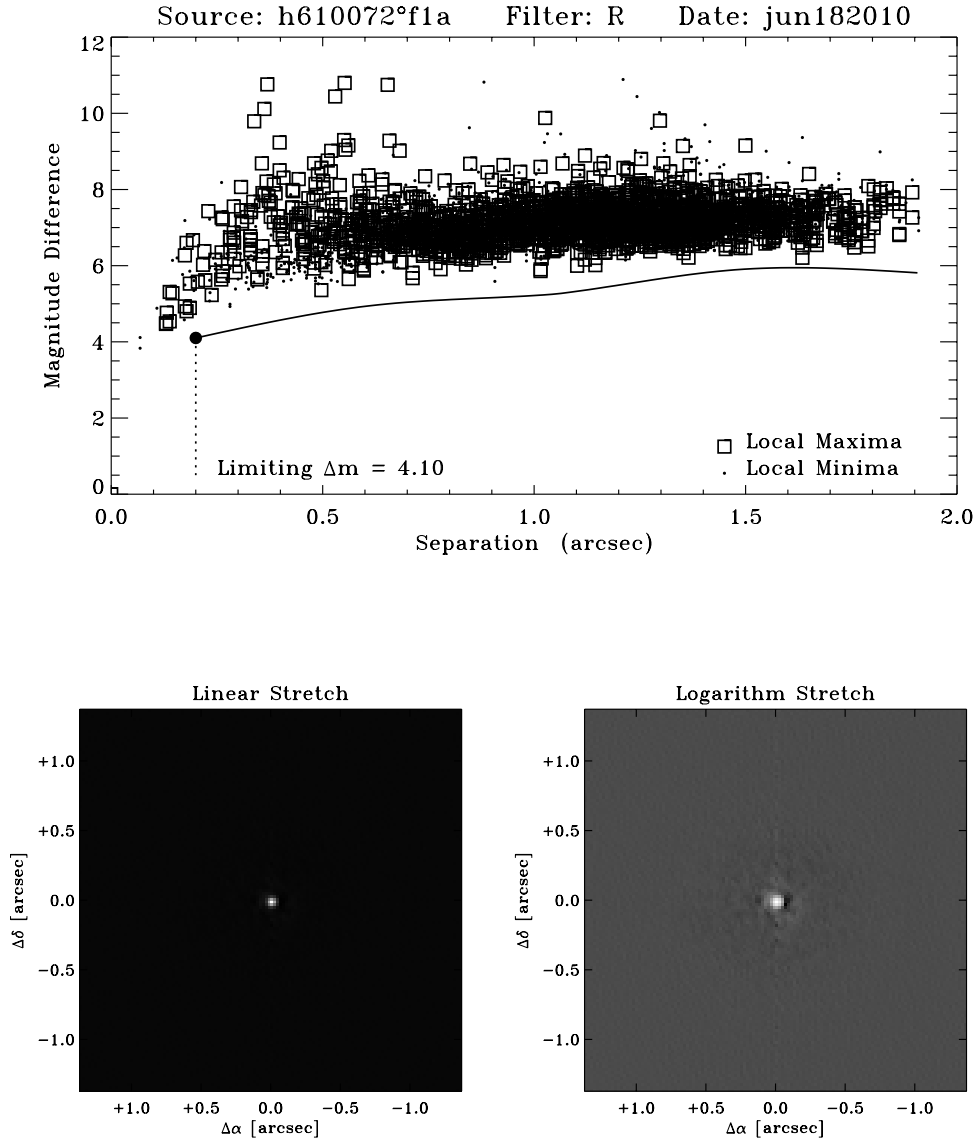 Source: h610072°f1a Filter: R Date: jun182010
12
10
8
6
4
2
0
Magnitude Difference
Limiting Δm = 4.10
Local Maxima
Local Minima
0.0 0.5 1.0 1.5 2.0
Separation (arcsec)
Linear Stretch
+1.0
+0.5
0.0
−0.5
−1.0
Δδ [arcsec]
+1.0 +0.5 0.0 −0.5 −1.0
Δα [arcsec]
Logarithm Stretch
+1.0
+0.5
0.0
−0.5
−1.0
Δδ [arcsec]
+1.0 +0.5 0.0 −0.5 −1.0
Δα [arcsec]